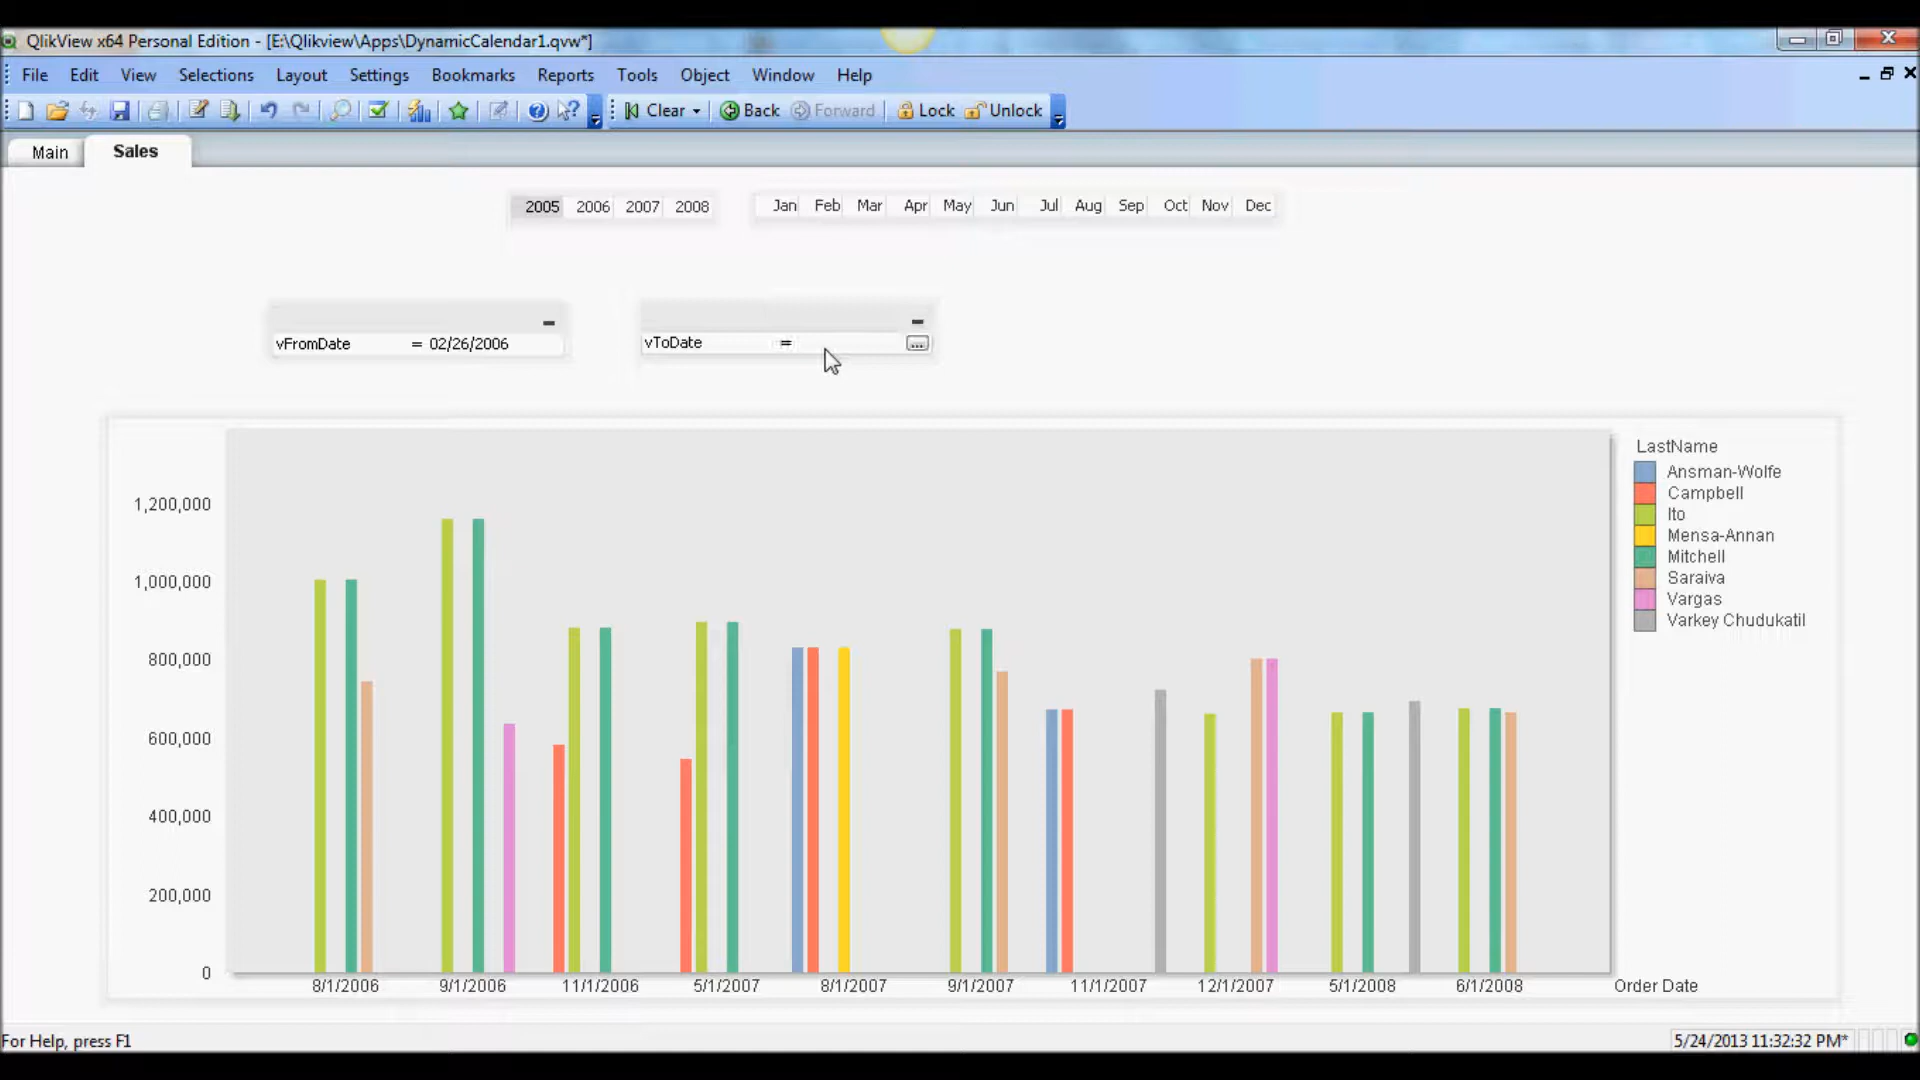 QlikView x64 Personal Edition - [E:\Qlikview\Apps\DynamicCalendar1.qvw*]
File Edit View Selections Layout Settings Bookmarks Reports Tools Object Window Help
Clear Back Forward Lock Unlock
Main Sales
2005 2006 2007 2008 Jan Feb Mar Apr May Jun Jul Aug Sep Oct Nov Dec
vFromDate = 02/26/2006 vToDate = ...
LastName
Ansman-Wolfe
Campbell
Ito
Mensa-Annan
Mitchell
Saraiva
Vargas
Varkey Chudukatil
1,200,000
1,000,000
800,000
600,000
400,000
200,000
0
8/1/2006 9/1/2006 11/1/2006 5/1/2007 8/1/2007 9/1/2007 11/1/2007 12/1/2007 5/1/2008 6/1/2008 Order Date
For Help, press F1 5/24/2013 11:32:32 PM*